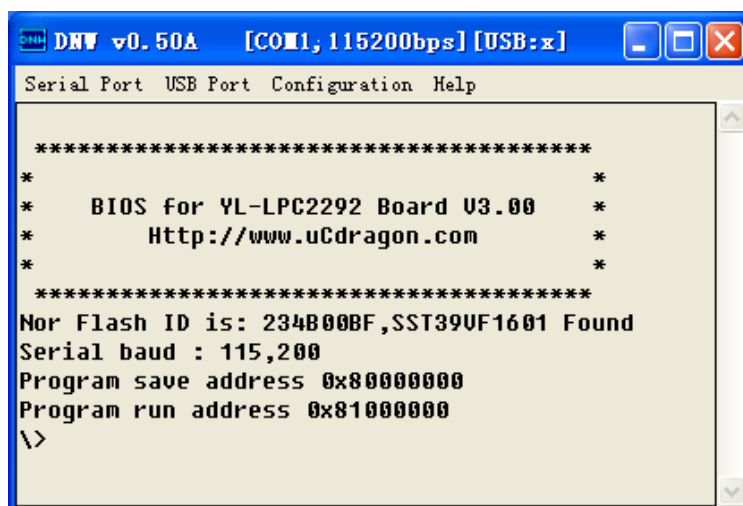 DNW v0.50A [COM1,115200bps][USB:x]
Serial Port USB Port Configuration Help
***************************************
* *
* BIOS for YL-LPC2292 Board V3.00 *
* Http://www.uCdragon.com *
* *
***************************************
Nor Flash ID is: 234B00BF,SST39VF1601 Found
Serial baud : 115,200
Program save address 0x80000000
Program run address 0x81000000
\>